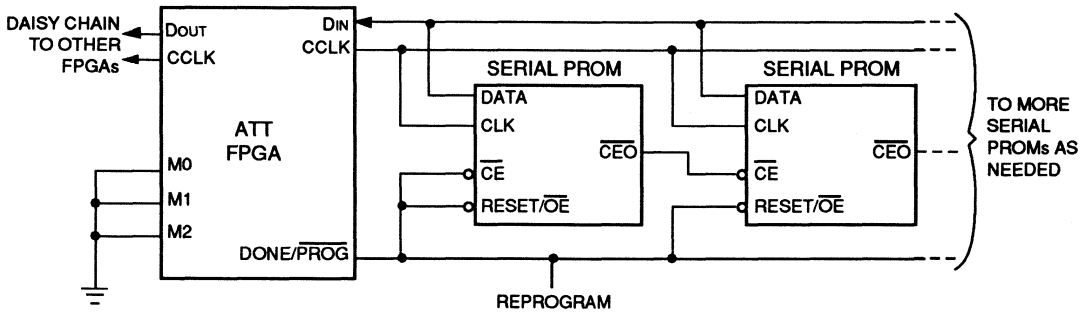 DAISY CHAIN
TO OTHER
FPGAs
DOUT
CCLK
DIN
CCLK
ATT
FPGA
M0
M1
M2
DONE/PROG
SERIAL PROM
DATA
CLK
CEO
CE
RESET/OE
SERIAL PROM
DATA
CLK
CEO
CE
RESET/OE
TO MORE
SERIAL
PROMs AS
NEEDED
REPROGRAM